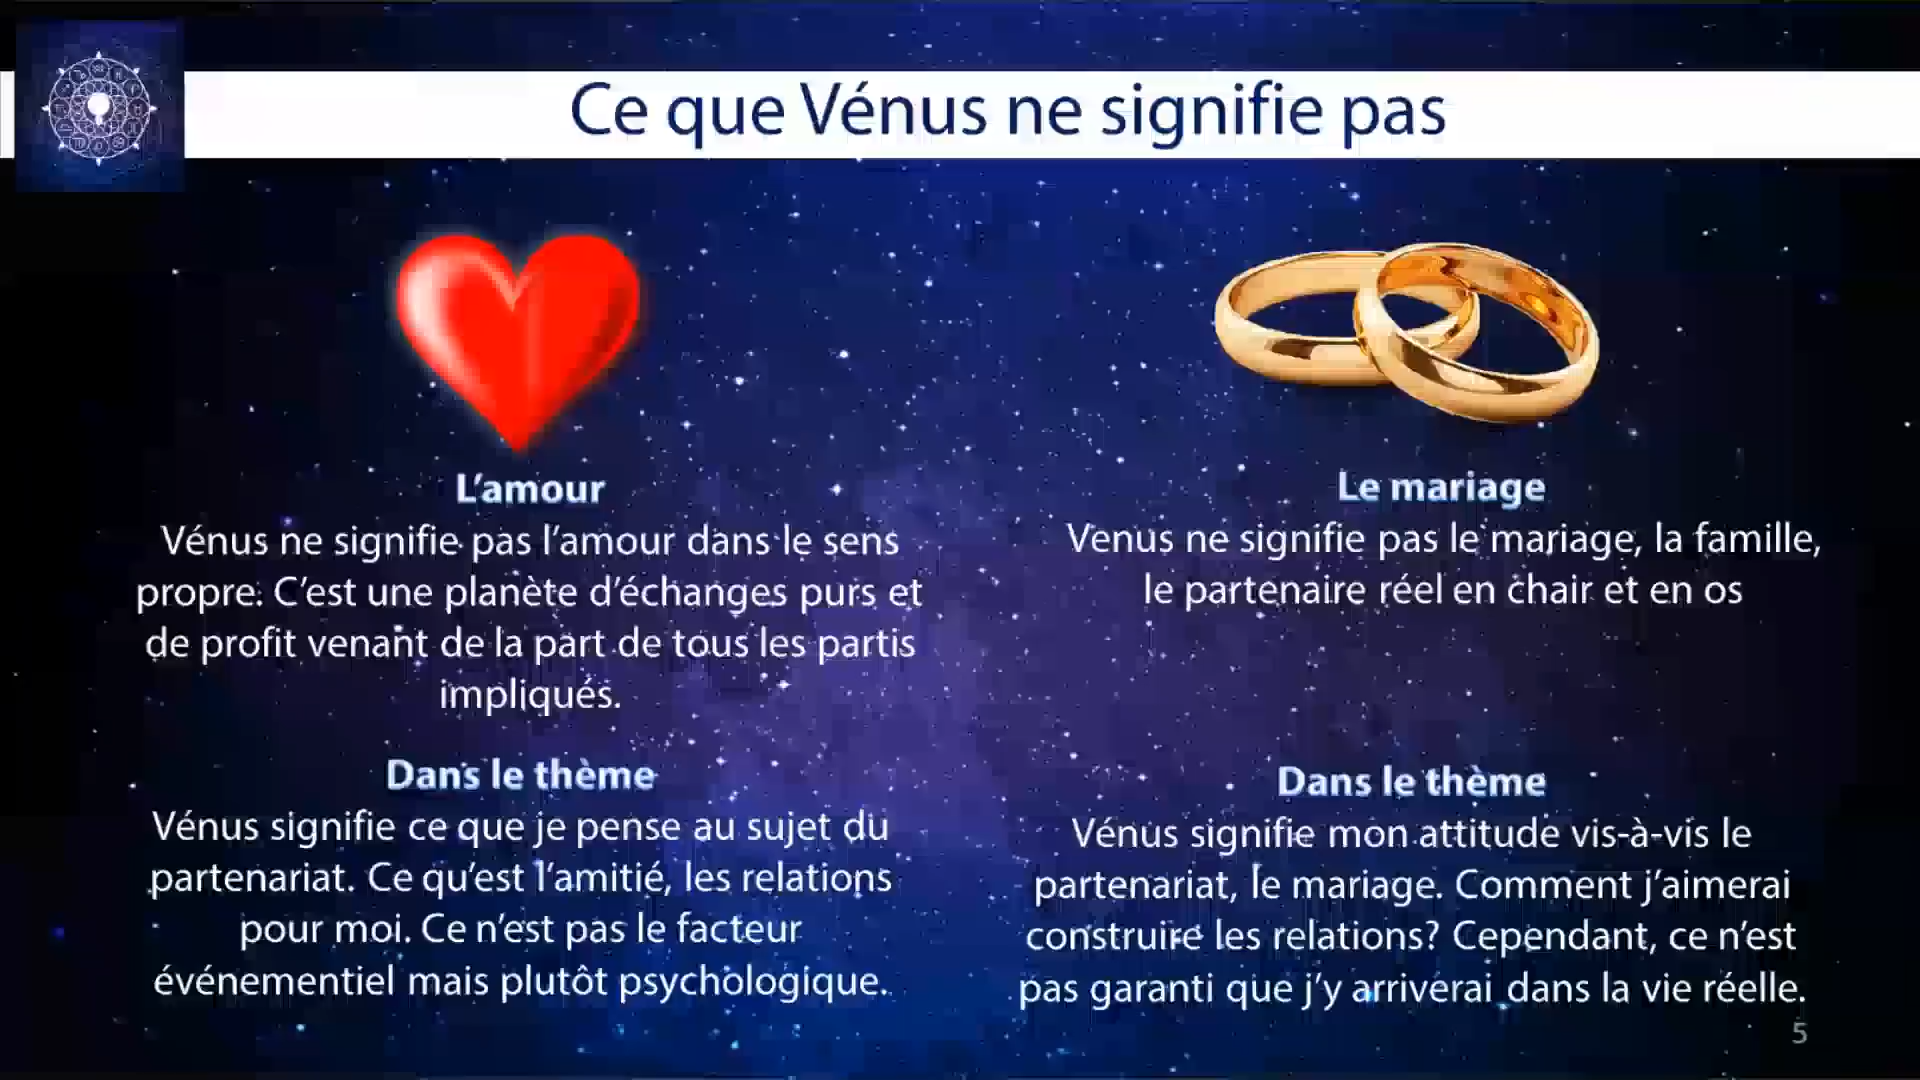 Ce que Vénus ne signifie pas
L'amour
Vénus ne signifie pas l'amour dans le sens
propre. C'est une planète d'échanges purs et
de profit venant de la part de tous les partis
impliqués.
Dans le thème
Vénus signifie ce que je pense au sujet du
partenariat. Ce qu'est l'amitié, les relations
pour moi. Ce n'est pas le facteur
événementiel mais plutôt psychologique.
Le mariage
Venus ne signifie pas le mariage, la famille,
le partenaire réel en chair et en os
Dans le thème
Vénus signifie mon attitude vis-à-vis le
partenariat, le mariage. Comment j'aimerai
construire les relations? Cependant, ce n'est
pas garanti que j'y arriverai dans la vie réelle.
5